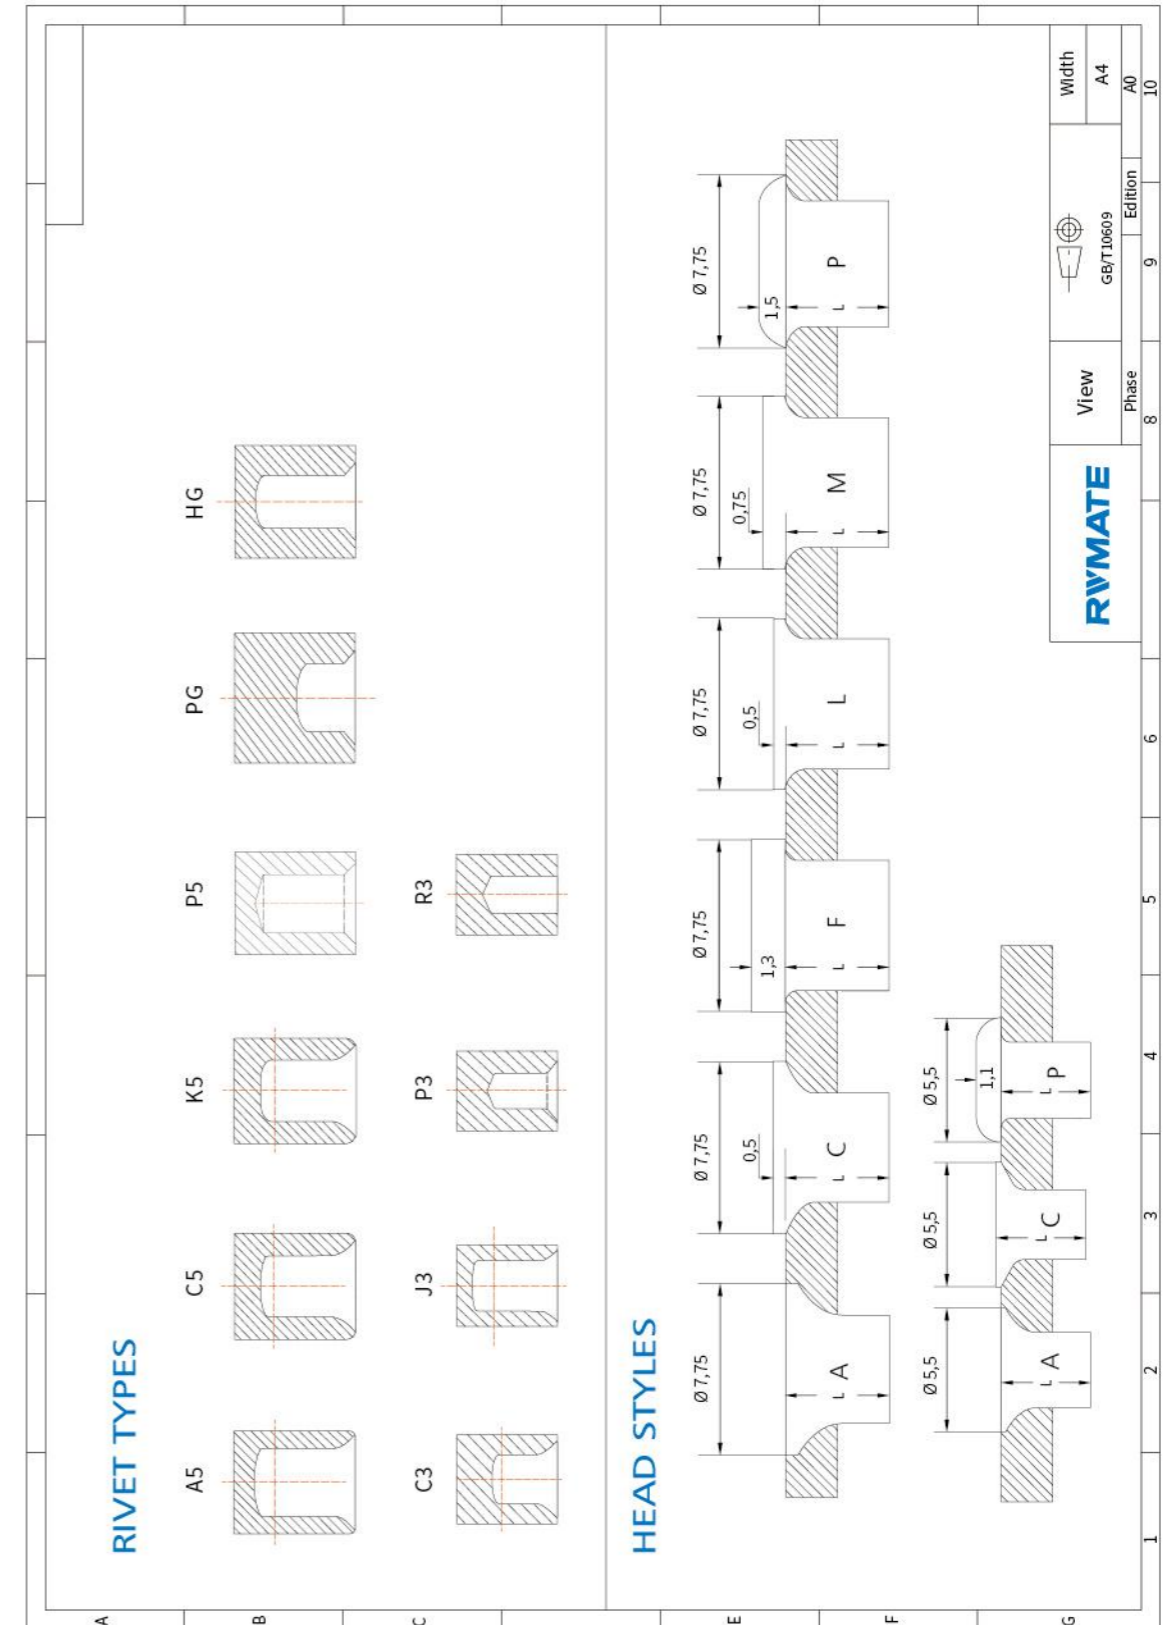 RIVET TYPES
A5 C5 K5 P5 PG HG
C3 J3 P3 R3
HEAD STYLES
Ø 7,75 Ø 7,75 Ø 7,75 Ø 7,75 Ø 7,75 Ø 7,75
0,5 1,3 0,5 0,75 1,5
L L L L L L
A C F L M P
Ø 5,5 Ø 5,5 Ø 5,5
1,1
L L L
A C P
RIVMATE
View
GB/T10609
Width
A4
Phase
Edition
A0
1 2 3 4 5 6 8 9 10
A
B
C
E
F
G